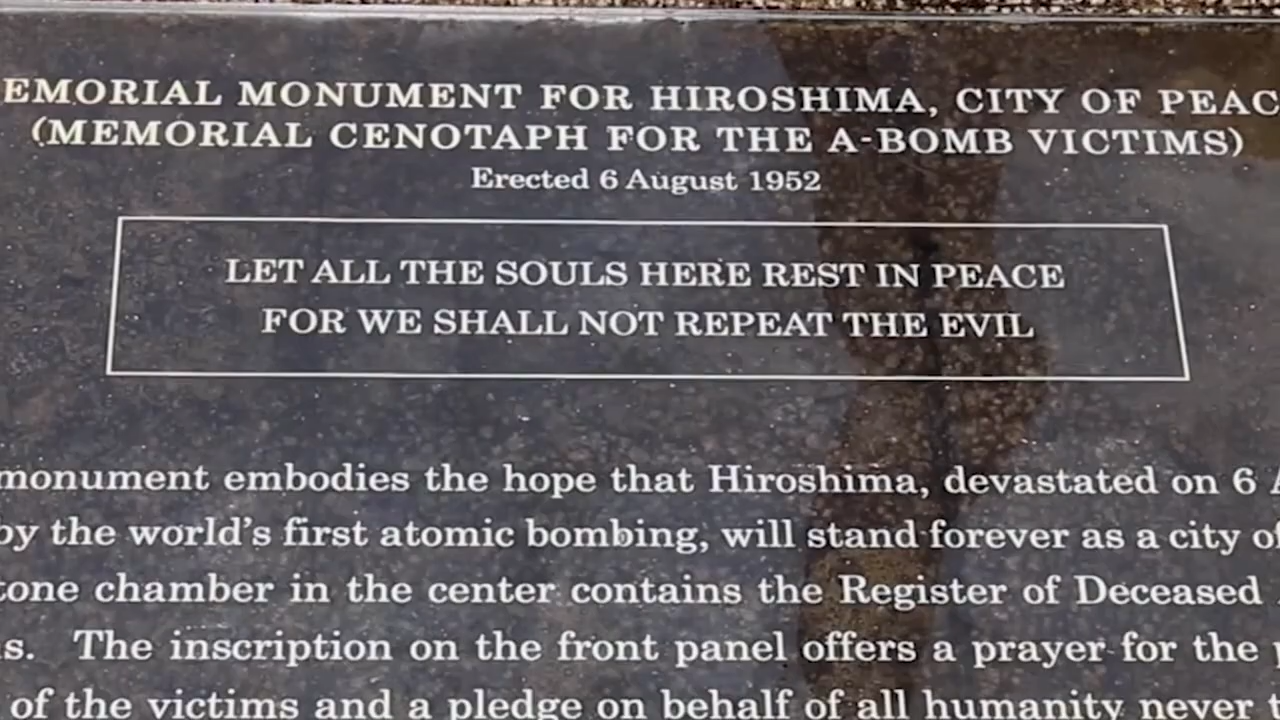 EMORIAL MONUMENT FOR HIROSHIMA, CITY OF PEAC
(MEMORIAL CENOTAPH FOR THE A-BOMB VICTIMS)
Erected 6 August 1952
LET ALL THE SOULS HERE REST IN PEACE
FOR WE SHALL NOT REPEAT THE EVIL
monument embodies the hope that Hiroshima, devastated on 6 A
by the world's first atomic bombing, will stand forever as a city of
tone chamber in the center contains the Register of Deceased
s. The inscription on the front panel offers a prayer for the
of the victims and a pledge on behalf of all humanity never t